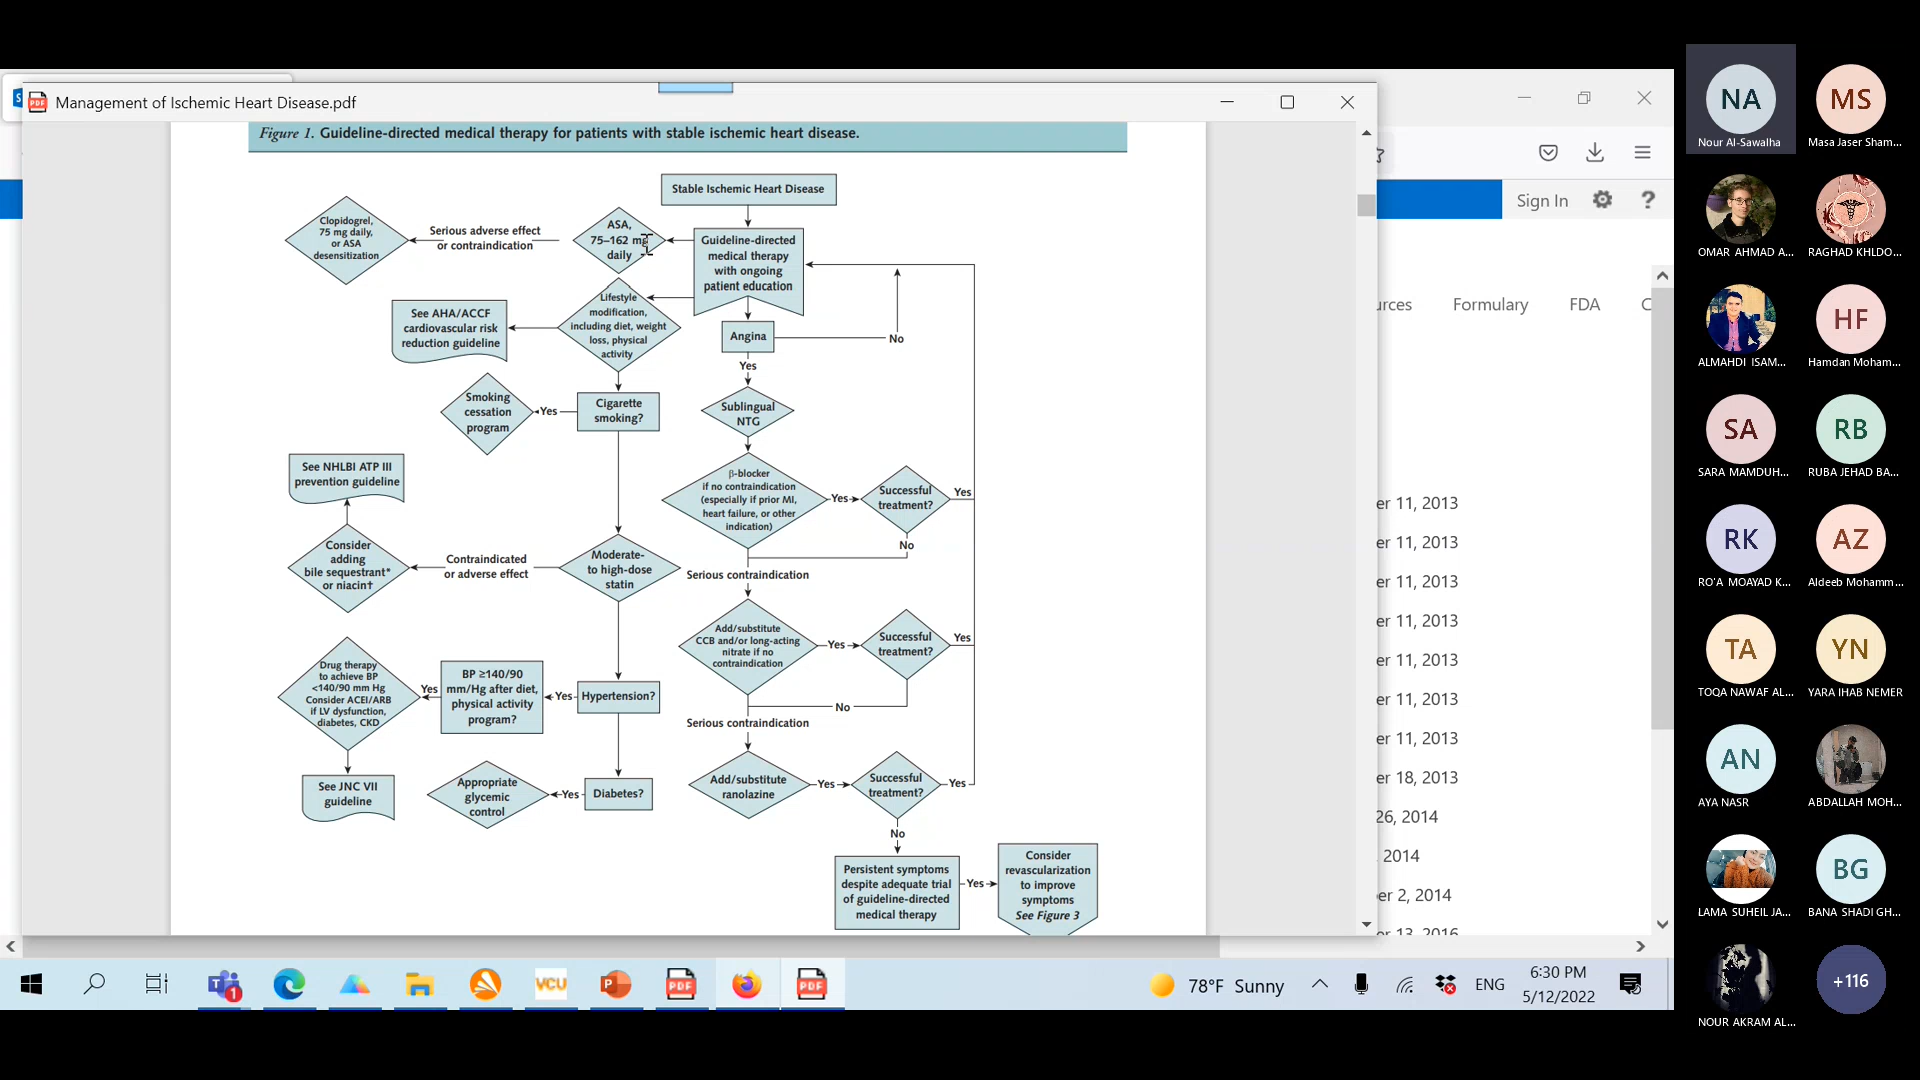 Management of Ischemic Heart Disease.pdf
Figure 1. Guideline-directed medical therapy for patients with stable ischemic heart disease.
Stable Ischemic Heart Disease
Guideline-directed
medical therapy
with ongoing
patient education
ASA,
75–162 mg
daily
Serious adverse effect
or contraindication
Clopidogrel,
75 mg daily,
or ASA
desensitization
Lifestyle
modification,
including diet, weight
loss, physical
activity
See AHA/ACCF
cardiovascular risk
reduction guideline
Cigarette
smoking?
Yes
Smoking
cessation
program
Moderate-
to high-dose
statin
Contraindicated
or adverse effect
Consider
adding
bile sequestrant*
or niacin†
See NHLBI ATP III
prevention guideline
Hypertension?
Yes
BP ≥140/90
mm/Hg after diet,
physical activity
program?
Yes
Drug therapy
to achieve BP
<140/90 mm Hg
Consider ACEI/ARB
if LV dysfunction,
diabetes, CKD
See JNC VII
guideline
Diabetes?
Yes
Appropriate
glycemic
control
Angina
No
Yes
Sublingual
NTG
β-blocker
if no contraindication
(especially if prior MI,
heart failure, or other
indication)
Yes
Successful
treatment?
Yes
No
Serious contraindication
Add/substitute
CCB and/or long-acting
nitrate if no
contraindication
Yes
Successful
treatment?
Yes
No
Serious contraindication
Add/substitute
ranolazine
Yes
Successful
treatment?
Yes
No
Persistent symptoms
despite adequate trial
of guideline-directed
medical therapy
Yes
Consider
revascularization
to improve
symptoms
See Figure 3
Sign In
?
urces Formulary FDA C
er 11, 2013
er 11, 2013
er 11, 2013
er 11, 2013
er 11, 2013
er 11, 2013
er 11, 2013
er 18, 2013
26, 2014
2014
er 2, 2014
er 13, 2016
NA
Nour Al-Sawalha
MS
Masa Jaser Sham...
OMAR AHMAD A...
RAGHAD KHLDO...
ALMAHDI ISAM...
HF
Hamdan Moham...
SA
SARA MAMDUH...
RB
RUBA JEHAD BA...
RK
RO'A MOAYAD K...
AZ
Aldeeb Mohamm...
TA
TOQA NAWAF AL...
YN
YARA IHAB NEMER
AN
AYA NASR
ABDALLAH MOH...
LAMA SUHEIL JA...
BG
BANA SHADI GH...
NOUR AKRAM AL...
+116
1
VCU
P
PDF
PDF
78°F Sunny
ENG
6:30 PM
5/12/2022